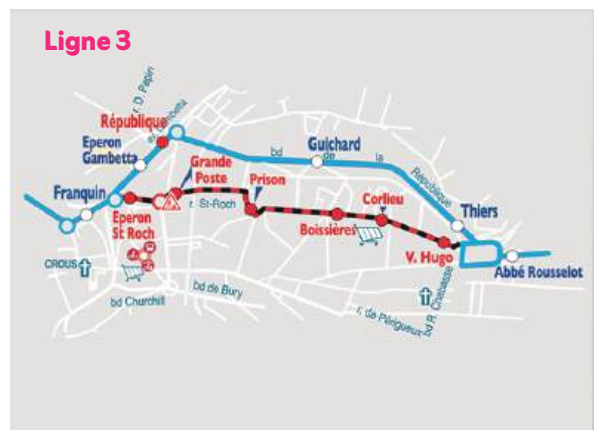 Ligne 3
r. D. Papin
République
Gambetta
Eperon
Gambetta
Guichard
bd de la République
Grande
Poste
Prison
Franquin
r. St-Roch
Corlieu
Thiers
Eperon
St Roch
Boissières
V. Hugo
Abbé Rousselot
CROUS
bd Churchill
bd de Bury
r. de Périgueux
bd R. Chabasse